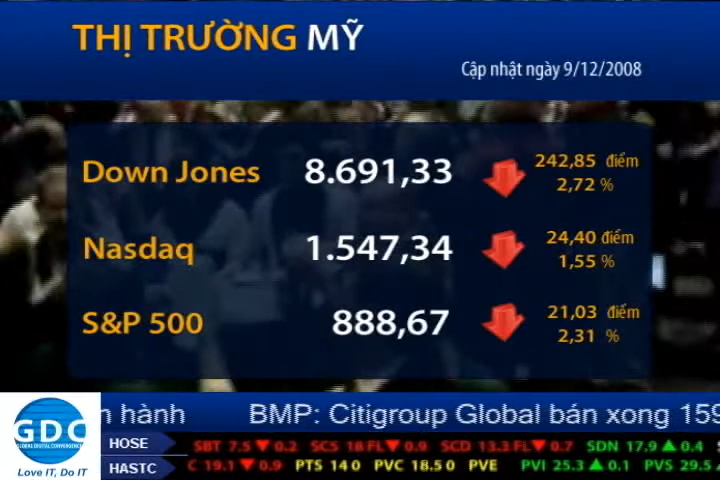 THỊ TRƯỜNG MỸ
Cập nhật ngày 9/12/2008
Down Jones 8.691,33 242,85 điểm
2,72 %
Nasdaq 1.547,34 24,40 điểm
1,55 %
S&P 500 888,67 21,03 điểm
2,31 %
hành BMP: Citigroup Global bán xong 159
GDC
GLOBAL DIGITAL CONVERGENCE
Love IT, Do IT
HOSE SBT 7.5 ▼ 0.2 SCS 18 FL ▼ 0.9 SCD 13.3 FL ▼ 0.7 SDN 17.9 ▲ 0.4
HASTC C 19.1 ▼ 0.9 PTS 14 0 PVC 18.5 0 PVE PVI 25.3 ▲ 0.1 PVS 29.5